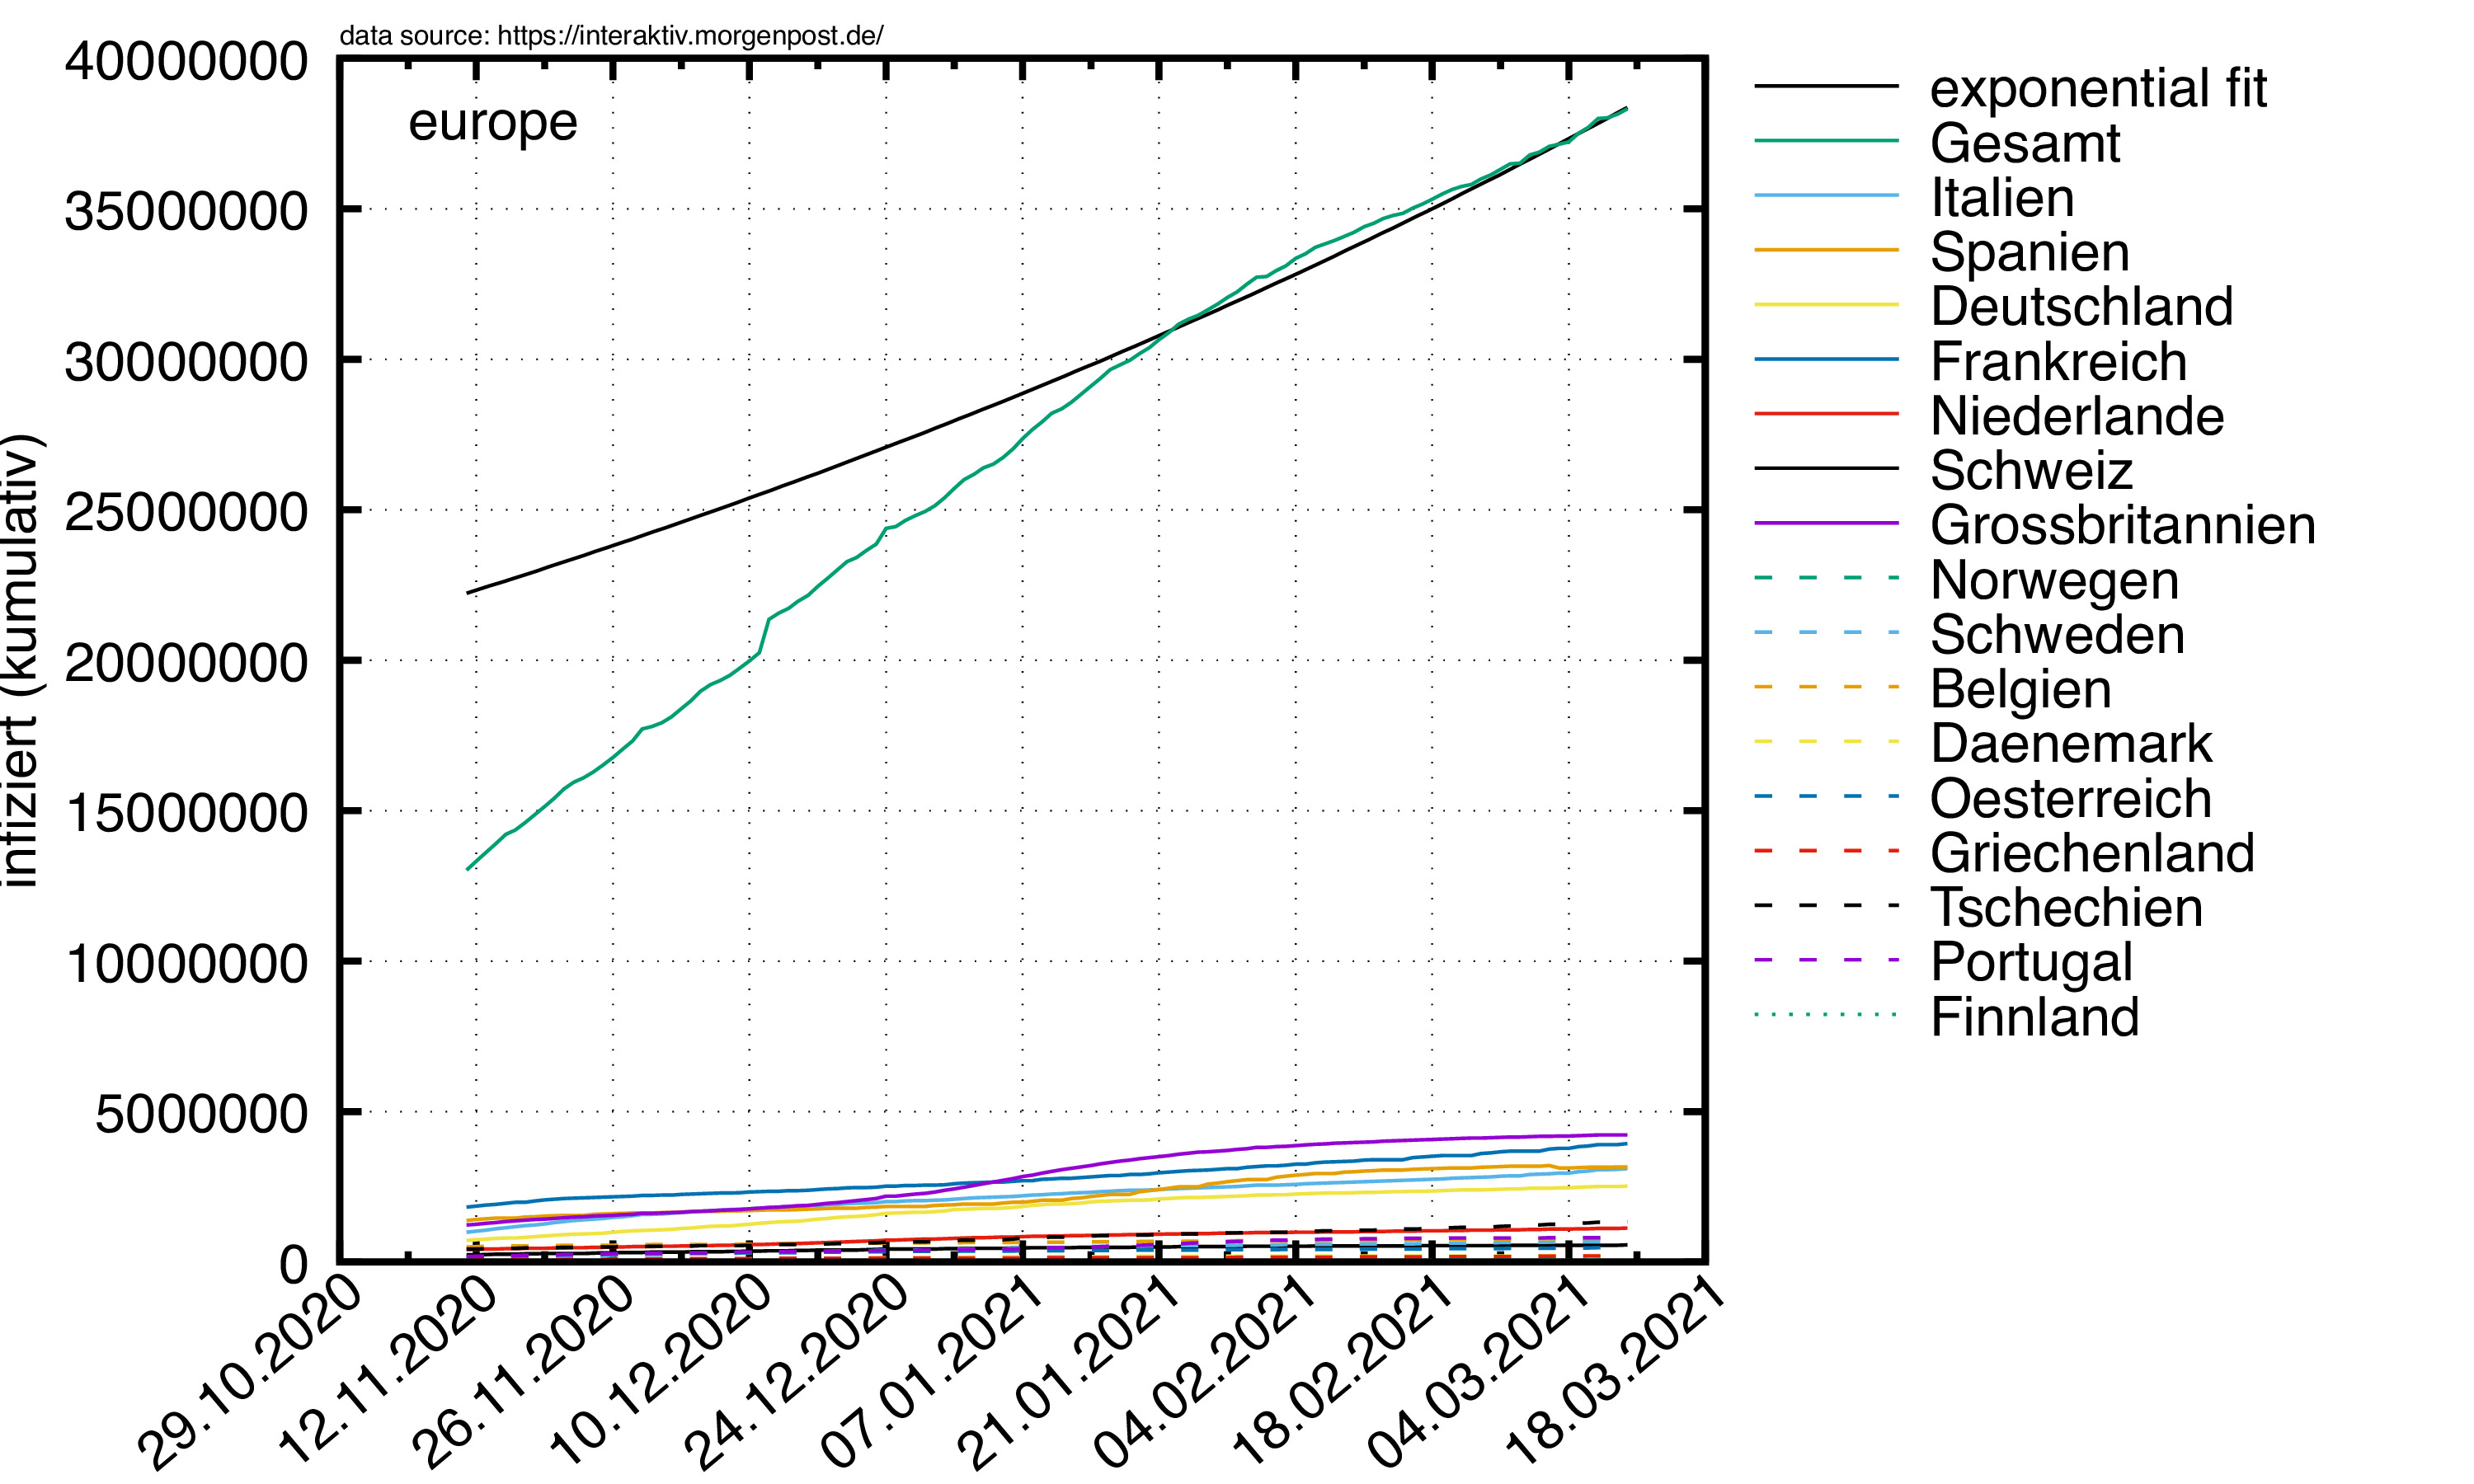 data source: https://interaktiv.morgenpost.de/
40000000
35000000
30000000
25000000
20000000
15000000
10000000
5000000
0
infiziert (kumulativ)
europe
29.10.2020
12.11.2020
26.11.2020
10.12.2020
24.12.2020
07.01.2021
21.01.2021
04.02.2021
18.02.2021
04.03.2021
18.03.2021
exponential fit
Gesamt
Italien
Spanien
Deutschland
Frankreich
Niederlande
Schweiz
Grossbritannien
Norwegen
Schweden
Belgien
Daenemark
Oesterreich
Griechenland
Tschechien
Portugal
Finnland